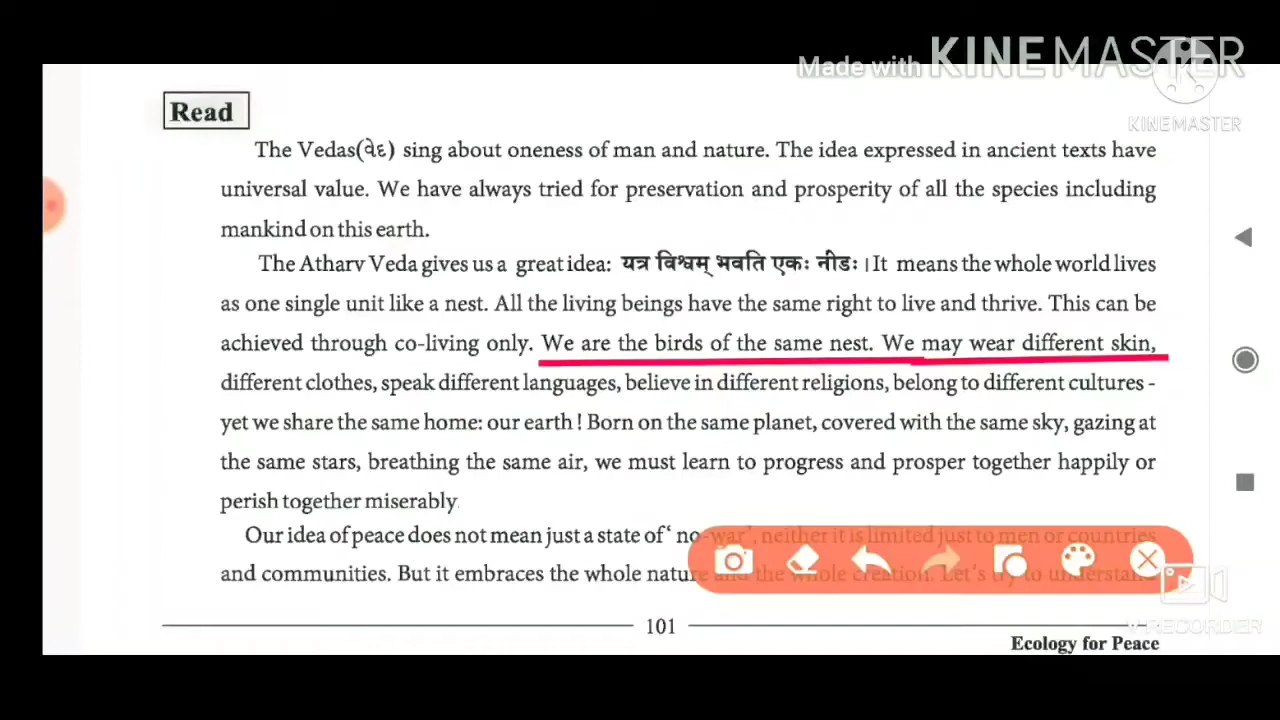 Made with KINEMASTER
KINEMASTER
Read
The Vedas(વેદ) sing about oneness of man and nature. The idea expressed in ancient texts have
universal value. We have always tried for preservation and prosperity of all the species including
mankind on this earth.
The Atharv Veda gives us a great idea: यत्र विश्वम् भवति एकः नीडः। It means the whole world lives
as one single unit like a nest. All the living beings have the same right to live and thrive. This can be
achieved through co-living only. We are the birds of the same nest. We may wear different skin,
different clothes, speak different languages, believe in different religions, belong to different cultures -
yet we share the same home: our earth! Born on the same planet, covered with the same sky, gazing at
the same stars, breathing the same air, we must learn to progress and prosper together happily or
perish together miserably.
Our idea of peace does not mean just a state of ‘ no-war’, neither it is limited just to men or countries
and communities. But it embraces the whole nature and the whole creation. Let's try to understand
V RECORDER
101
Ecology for Peace